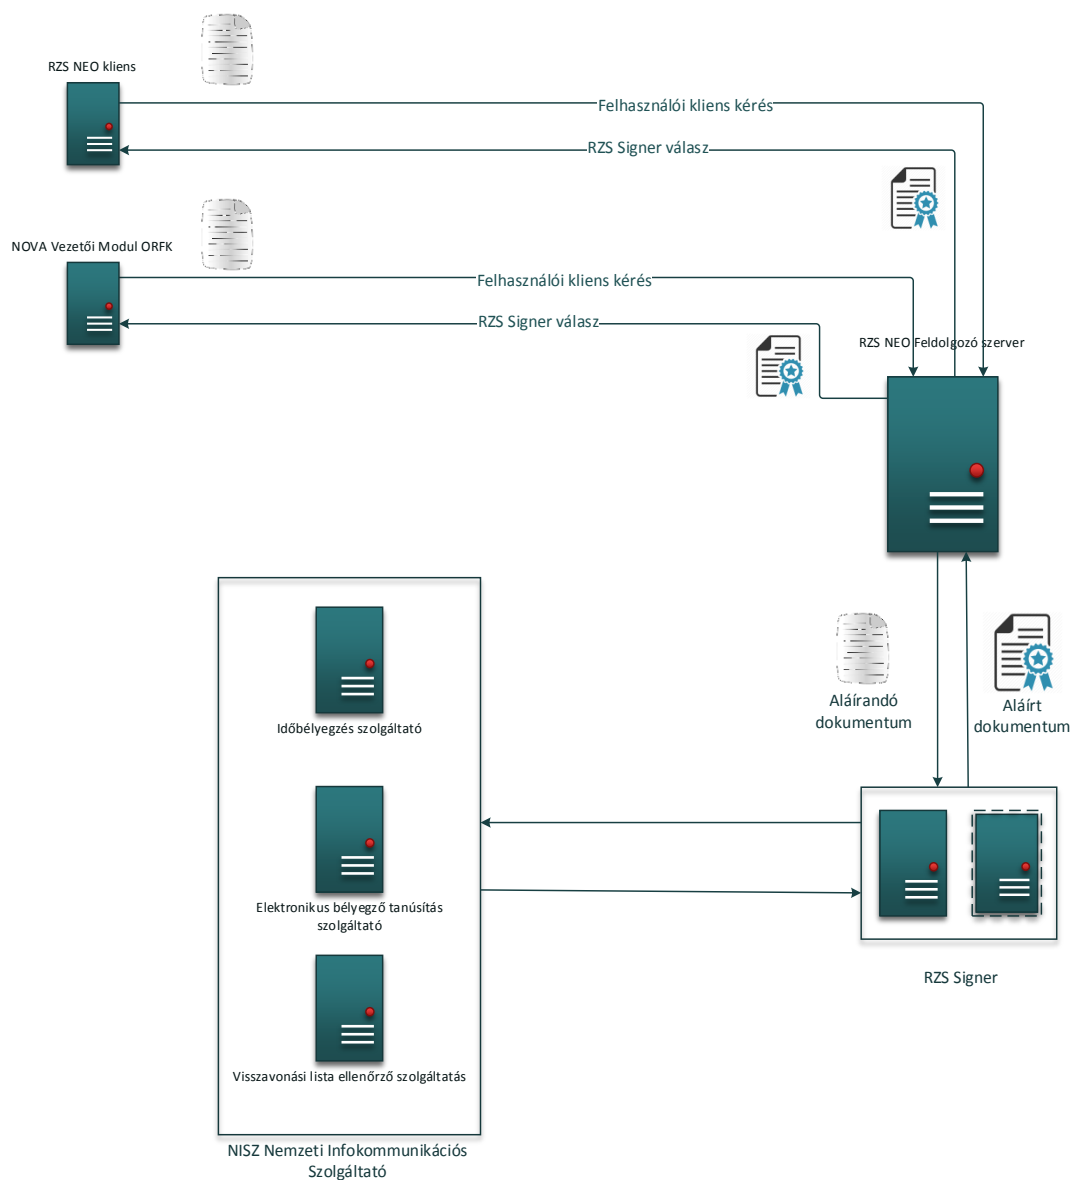 RZS NEO kliens
Felhasználói kliens kérés
RZS Signer válasz
NOVA Vezetői Modul ORFK
Felhasználói kliens kérés
RZS Signer válasz
RZS NEO Feldolgozó szerver
Aláírandó
dokumentum
Aláírt
dokumentum
Időbélyegzés szolgáltató
Elektronikus bélyegző tanúsítás
szolgáltató
RZS Signer
Visszavonási lista ellenőrző szolgáltatás
NISZ Nemzeti Infokommunikációs
Szolgáltató